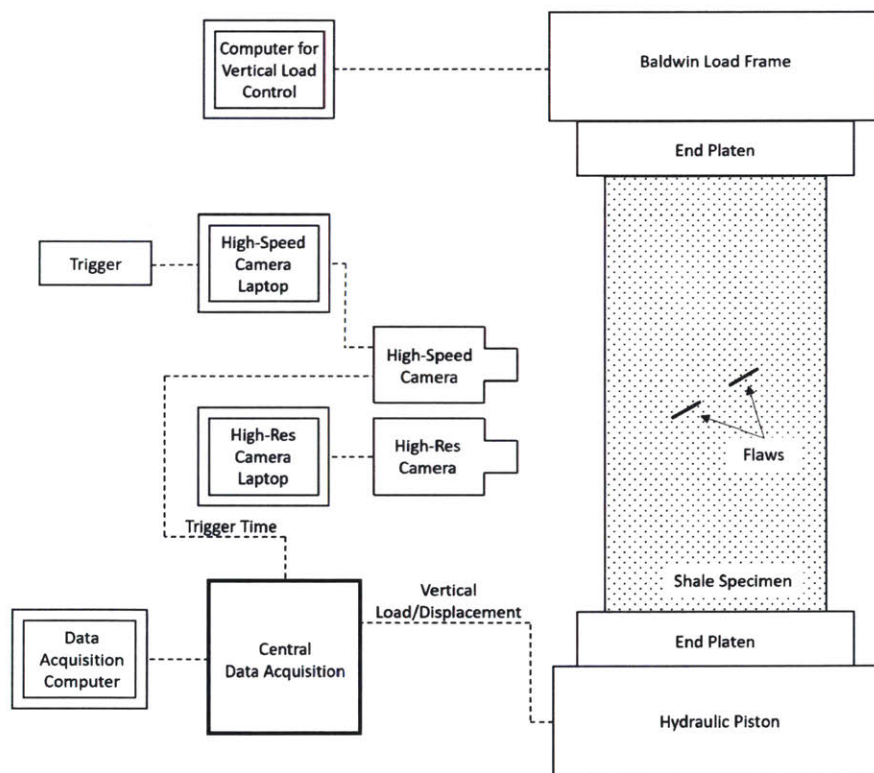 Computer for
Vertical Load
Control
Baldwin Load Frame
End Platen
Trigger
High-Speed
Camera
Laptop
High-Speed
Camera
High-Res
Camera
Laptop
High-Res
Camera
Flaws
Trigger Time
Shale Specimen
Vertical
Load/Displacement
Data
Acquisition
Computer
Central
Data Acquisition
End Platen
Hydraulic Piston